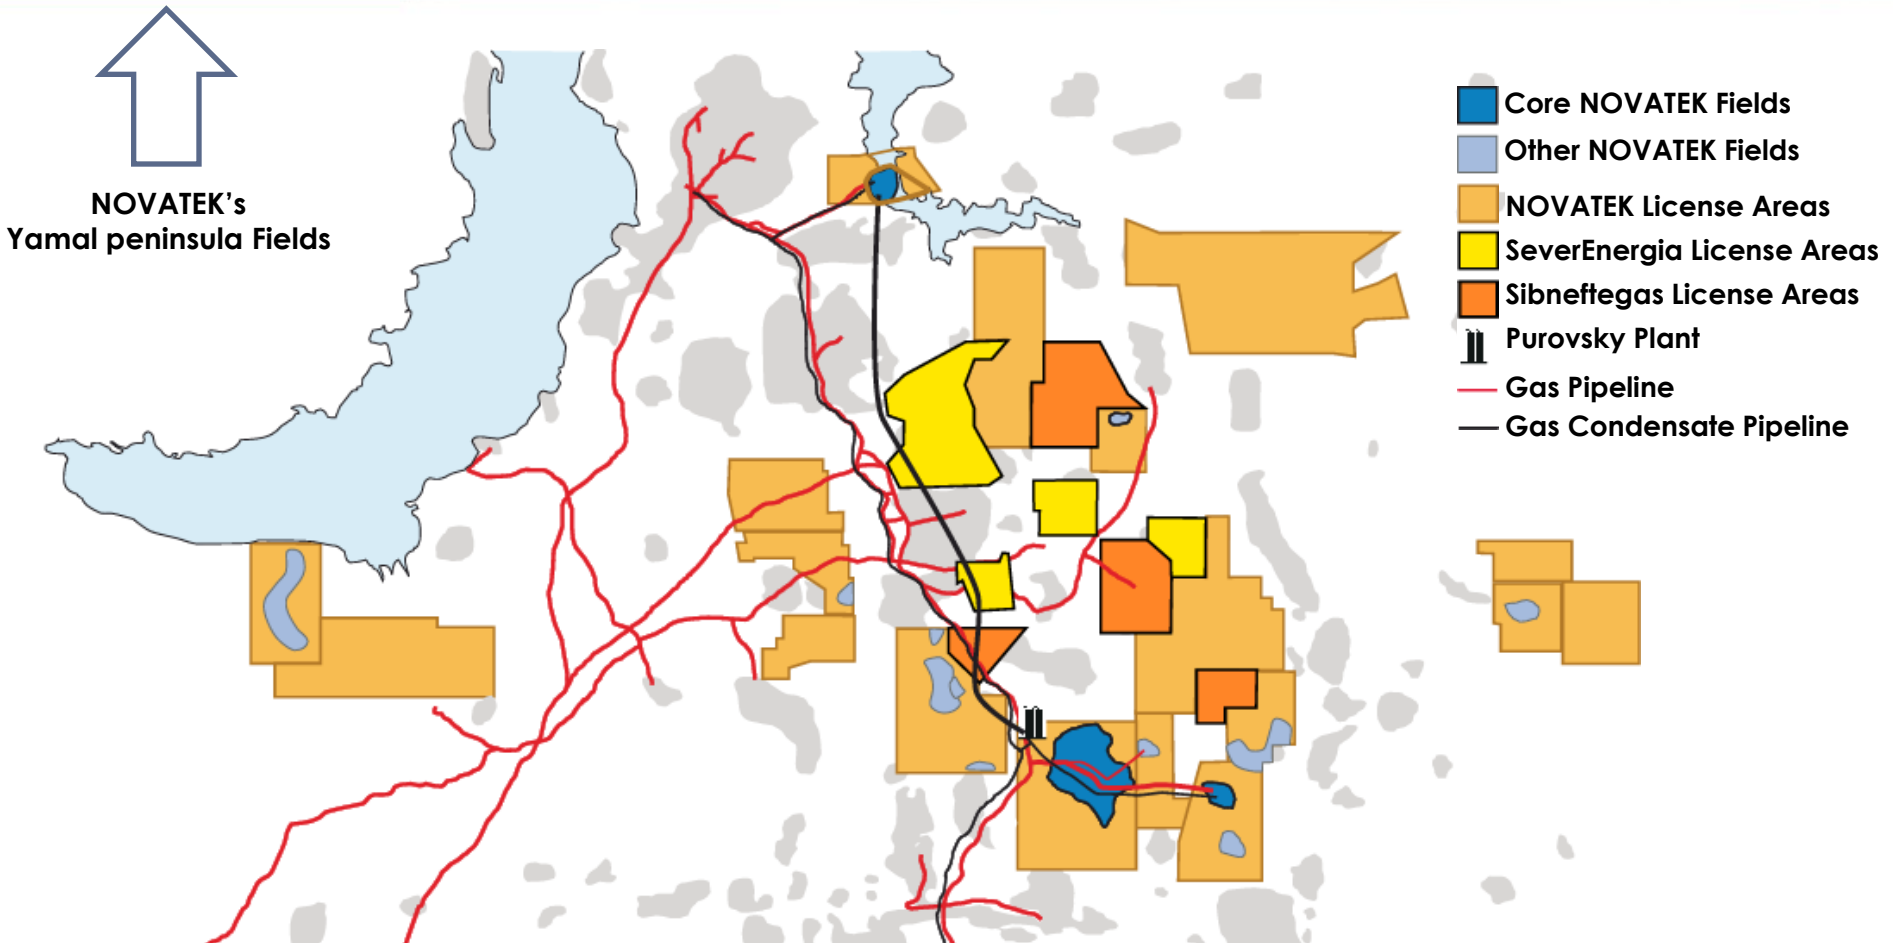 NOVATEK’s
Yamal peninsula Fields
Core NOVATEK Fields
Other NOVATEK Fields
NOVATEK License Areas
SeverEnergia License Areas
Sibneftegas License Areas
Purovsky Plant
Gas Pipeline
Gas Condensate Pipeline